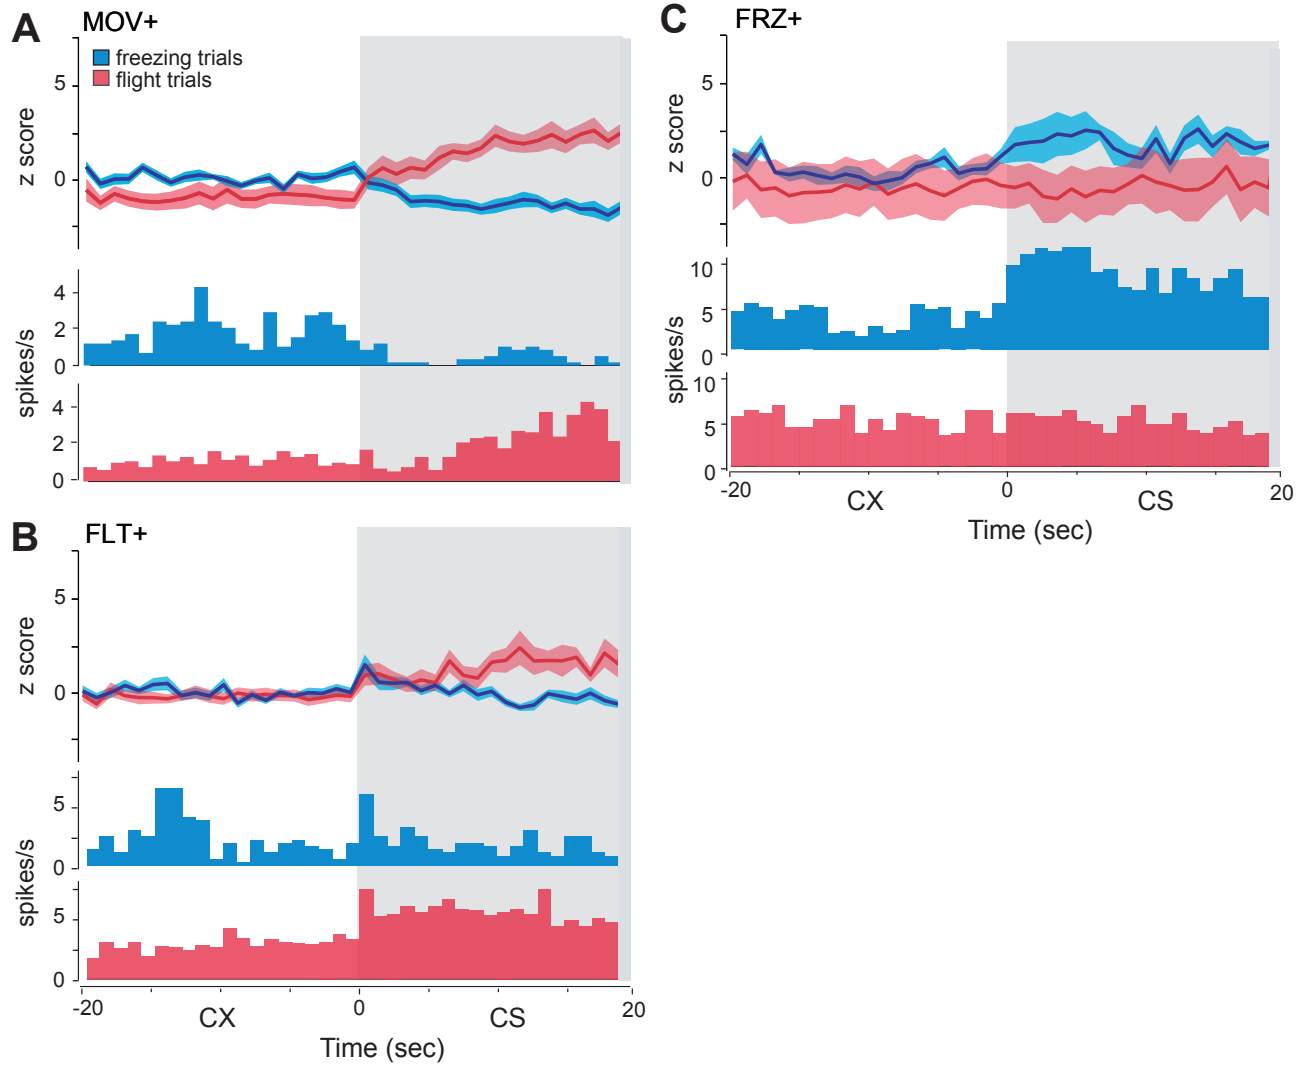 A
MOV+
freezing trials
flight trials
5
0
z score
4
2
0
4
2
0
spikes/s
B
FLT+
5
0
z score
5
0
5
0
spikes/s
-20
0
20
CX
CS
Time (sec)
C
FRZ+
5
0
z score
10
5
0
10
5
0
spikes/s
-20
0
20
CX
CS
Time (sec)